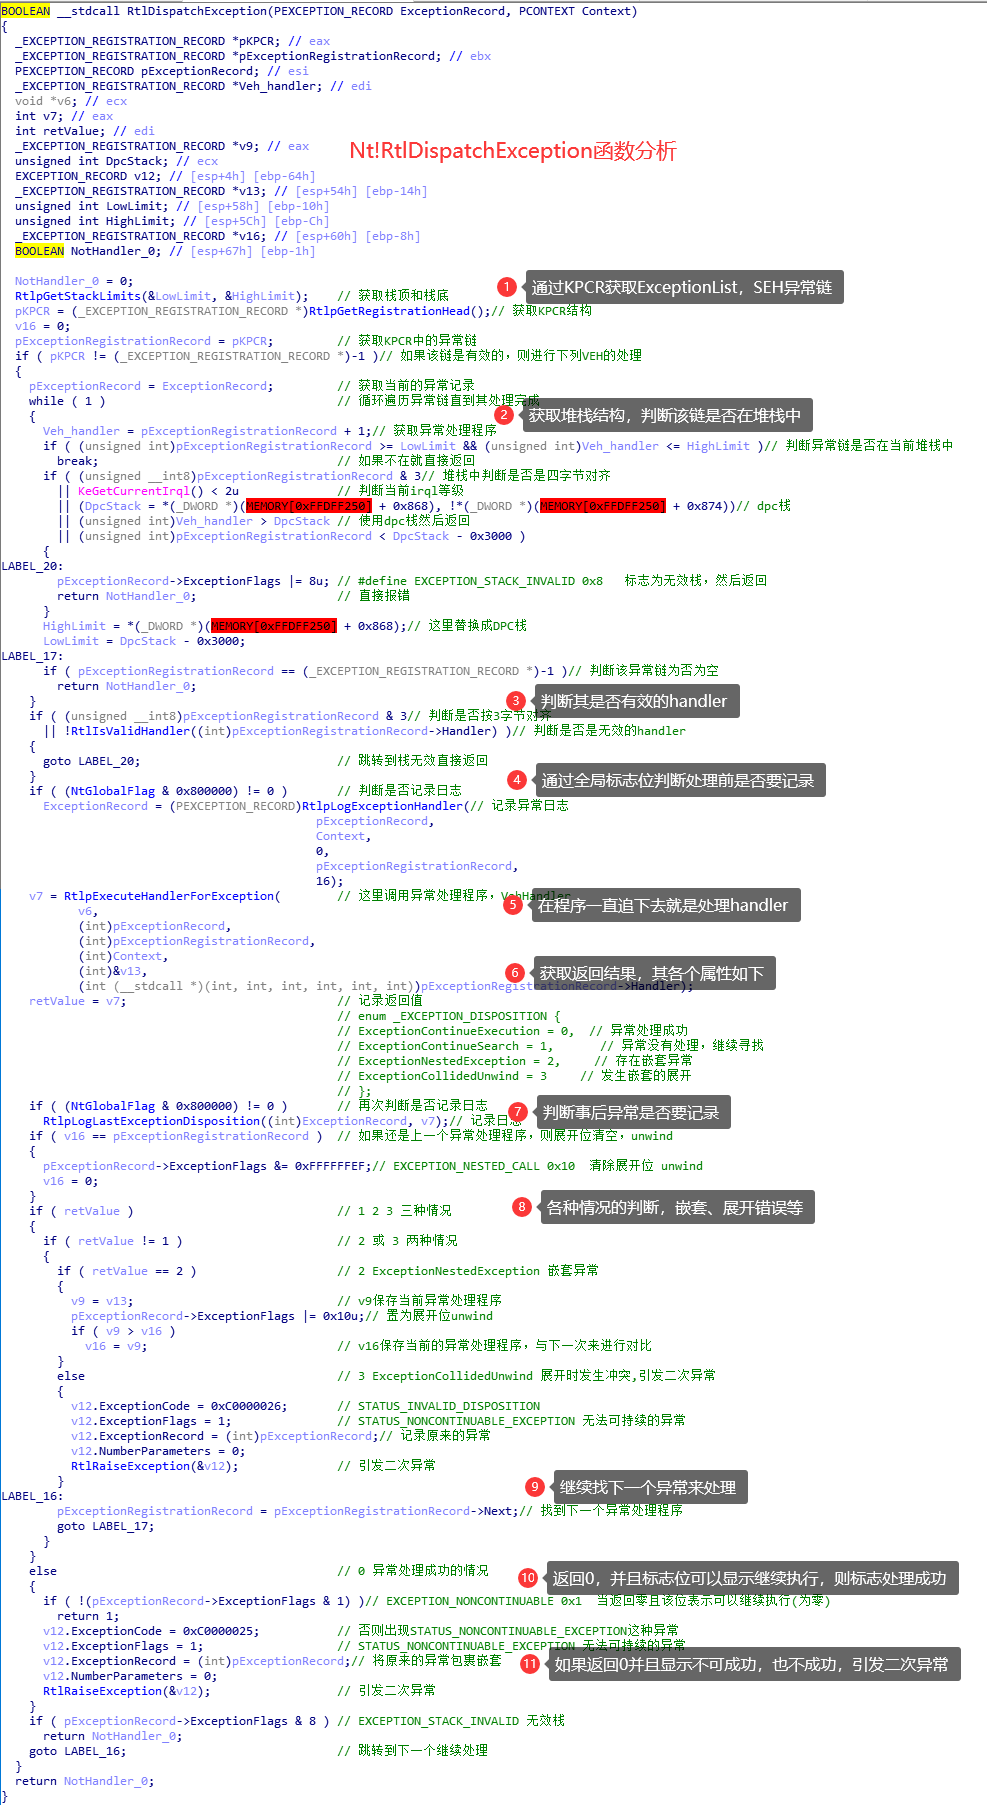 BOOLEAN __stdcall RtlDispatchException(PEXCEPTION_RECORD ExceptionRecord, PCONTEXT Context)
{
_EXCEPTION_REGISTRATION_RECORD *pKPCR; // eax
_EXCEPTION_REGISTRATION_RECORD *pExceptionRegistrationRecord; // ebx
PEXCEPTION_RECORD pExceptionRecord; // esi
_EXCEPTION_REGISTRATION_RECORD *Veh_handler; // edi
void *v6; // ecx
int v7; // eax
int retValue; // edi
_EXCEPTION_REGISTRATION_RECORD *v9; // eax
Nt!RtlDispatchException函数分析
unsigned int DpcStack; // ecx
EXCEPTION_RECORD v12; // [esp+4h] [ebp-64h]
_EXCEPTION_REGISTRATION_RECORD *v13; // [esp+54h] [ebp-14h]
unsigned int LowLimit; // [esp+58h] [ebp-10h]
unsigned int HighLimit; // [esp+5Ch] [ebp-Ch]
_EXCEPTION_REGISTRATION_RECORD *v16; // [esp+60h] [ebp-8h]
BOOLEAN NotHandler_0; // [esp+67h] [ebp-1h]
NotHandler_0 = 0;
1 通过KPCR获取ExceptionList，SEH异常链
RtlpGetStackLimits(&LowLimit, &HighLimit); // 获取栈顶和栈底
pKPCR = (_EXCEPTION_REGISTRATION_RECORD *)RtlpGetRegistrationHead();// 获取KPCR结构
v16 = 0;
pExceptionRegistrationRecord = pKPCR; // 获取KPCR中的异常链
if ( pKPCR != (_EXCEPTION_REGISTRATION_RECORD *)-1 )// 如果该链是有效的，则进行下列VEH的处理
{
pExceptionRecord = ExceptionRecord; // 获取当前的异常记录
while ( 1 ) // 循环遍历异常链直到其处理完成
{
2 获取堆栈结构，判断该链是否在堆栈中
Veh_handler = pExceptionRegistrationRecord + 1;// 获取异常处理程序
if ( (unsigned int)pExceptionRegistrationRecord >= LowLimit && (unsigned int)Veh_handler <= HighLimit )// 判断异常链是否在当前堆栈中
break; // 如果不在就直接返回
if ( (unsigned __int8)pExceptionRegistrationRecord & 3// 堆栈中判断是否是四字节对齐
|| KeGetCurrentIrql() < 2u // 判断当前irql等级
|| (DpcStack = *(_DWORD *)(MEMORY[0xFFDFF250] + 0x868), !*(_DWORD *)(MEMORY[0xFFDFF250] + 0x874))// dpc栈
|| (unsigned int)Veh_handler > DpcStack // 使用dpc栈然后返回
|| (unsigned int)pExceptionRegistrationRecord < DpcStack - 0x3000 )
{
LABEL_20:
pExceptionRecord->ExceptionFlags |= 8u; // #define EXCEPTION_STACK_INVALID 0x8 标志为无效栈，然后返回
return NotHandler_0; // 直接报错
}
HighLimit = *(_DWORD *)(MEMORY[0xFFDFF250] + 0x868);// 这里替换成DPC栈
LowLimit = DpcStack - 0x3000;
LABEL_17:
if ( pExceptionRegistrationRecord == (_EXCEPTION_REGISTRATION_RECORD *)-1 )// 判断该异常链为否为空
return NotHandler_0;
}
3 判断其是否有效的handler
if ( (unsigned __int8)pExceptionRegistrationRecord & 3// 判断是否按3字节对齐
|| !RtlIsValidHandler((int)pExceptionRegistrationRecord->Handler) )// 判断是否是无效的handler
{
goto LABEL_20; // 跳转到栈无效直接返回
}
4 通过全局标志位判断处理前是否要记录
if ( (NtGlobalFlag & 0x800000) != 0 ) // 判断是否记录日志
ExceptionRecord = (PEXCEPTION_RECORD)RtlpLogExceptionHandler(// 记录异常日志
pExceptionRecord,
Context,
0,
pExceptionRegistrationRecord,
16);
v7 = RtlpExecuteHandlerForException( // 这里调用异常处理程序，VehHandler
5 在程序一直追下去就是处理handler
v6,
(int)pExceptionRecord,
(int)pExceptionRegistrationRecord,
(int)Context,
(int)&v13,
6 获取返回结果，其各个属性如下
(int (__stdcall *)(int, int, int, int, int, int))pExceptionRegistrationRecord->Handler);
retValue = v7; // 记录返回值
// enum _EXCEPTION_DISPOSITION {
// ExceptionContinueExecution = 0, // 异常处理成功
// ExceptionContinueSearch = 1, // 异常没有处理，继续寻找
// ExceptionNestedException = 2, // 存在嵌套异常
// ExceptionCollidedUnwind = 3 // 发生嵌套的展开
// };
if ( (NtGlobalFlag & 0x800000) != 0 ) // 再次判断是否记录日志
7 判断事后异常是否要记录
RtlpLogLastExceptionDisposition((int)ExceptionRecord, v7);// 记录日志
if ( v16 == pExceptionRegistrationRecord ) // 如果还是上一个异常处理程序，则展开位清空，unwind
{
pExceptionRecord->ExceptionFlags &= 0xFFFFFFEF;// EXCEPTION_NESTED_CALL 0x10 清除展开位 unwind
v16 = 0;
}
8 各种情况的判断，嵌套、展开错误等
if ( retValue ) // 1 2 3 三种情况
{
if ( retValue != 1 ) // 2 或 3 两种情况
{
if ( retValue == 2 ) // 2 ExceptionNestedException 嵌套异常
{
v9 = v13; // v9保存当前异常处理程序
pExceptionRecord->ExceptionFlags |= 0x10u;// 置为展开位unwind
if ( v9 > v16 )
v16 = v9; // v16保存当前的异常处理程序，与下一次来进行对比
}
else // 3 ExceptionCollidedUnwind 展开时发生冲突,引发二次异常
{
v12.ExceptionCode = 0xC0000026; // STATUS_INVALID_DISPOSITION
v12.ExceptionFlags = 1; // STATUS_NONCONTINUABLE_EXCEPTION 无法可持续的异常
v12.ExceptionRecord = (int)pExceptionRecord;// 记录原来的异常
v12.NumberParameters = 0;
RtlRaiseException(&v12); // 引发二次异常
}
9 继续找下一个异常来处理
LABEL_16:
pExceptionRegistrationRecord = pExceptionRegistrationRecord->Next;// 找到下一个异常处理程序
goto LABEL_17;
}
}
else // 0 异常处理成功的情况
10 返回0，并且标志位可以显示继续执行，则标志处理成功
{
if ( !(pExceptionRecord->ExceptionFlags & 1) )// EXCEPTION_NONCONTINUABLE 0x1 当返回零且该位表示可以继续执行(为零)
return 1;
v12.ExceptionCode = 0xC0000025; // 否则出现STATUS_NONCONTINUABLE_EXCEPTION这种异常
v12.ExceptionFlags = 1; // STATUS_NONCONTINUABLE_EXCEPTION 无法可持续的异常
v12.ExceptionRecord = (int)pExceptionRecord;// 将原来的异常包裹嵌套
11 如果返回0并且显示不可成功，也不成功，引发二次异常
v12.NumberParameters = 0;
RtlRaiseException(&v12); // 引发二次异常
}
if ( pExceptionRecord->ExceptionFlags & 8 ) // EXCEPTION_STACK_INVALID 无效栈
return NotHandler_0;
goto LABEL_16; // 跳转到下一个继续处理
}
return NotHandler_0;
}